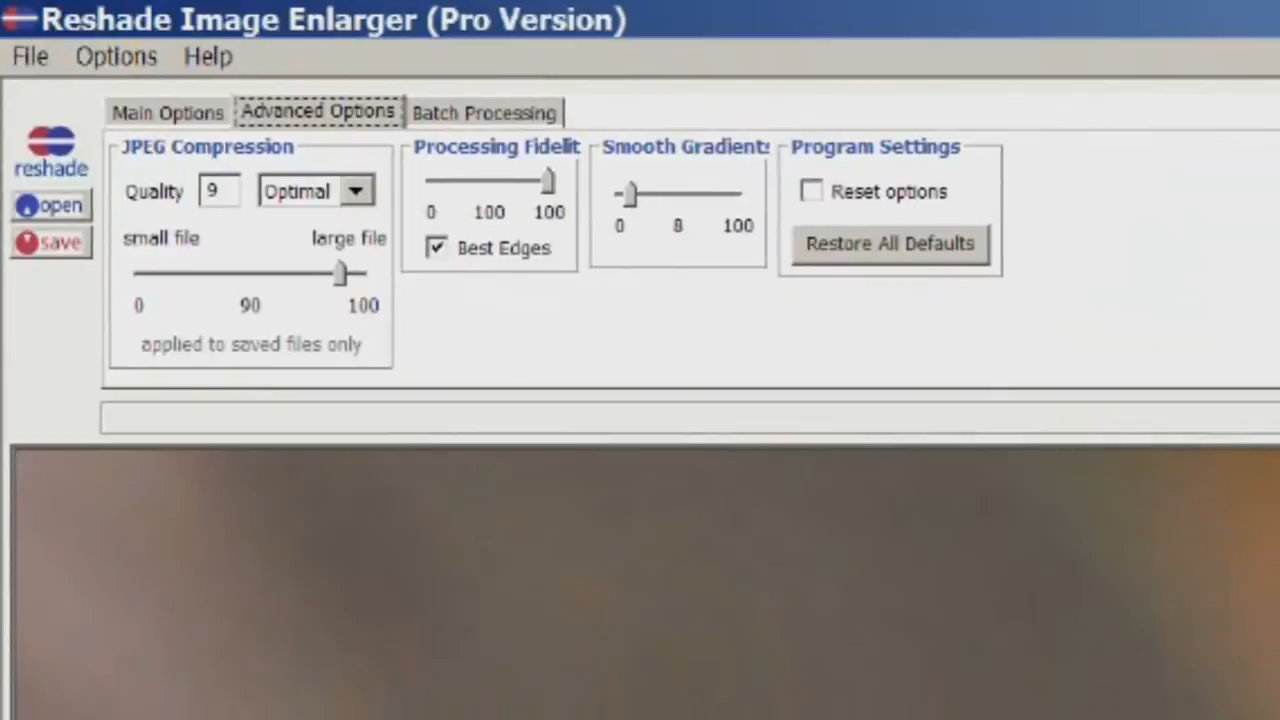 Reshade Image Enlarger (Pro Version)
File Options Help
Main Options Advanced Options Batch Processing
reshade
open
save
JPEG Compression
Quality 9 Optimal
small file large file
0 90 100
applied to saved files only
Processing Fidelit
0 100 100
Best Edges
Smooth Gradient
0 8 100
Program Settings
Reset options
Restore All Defaults